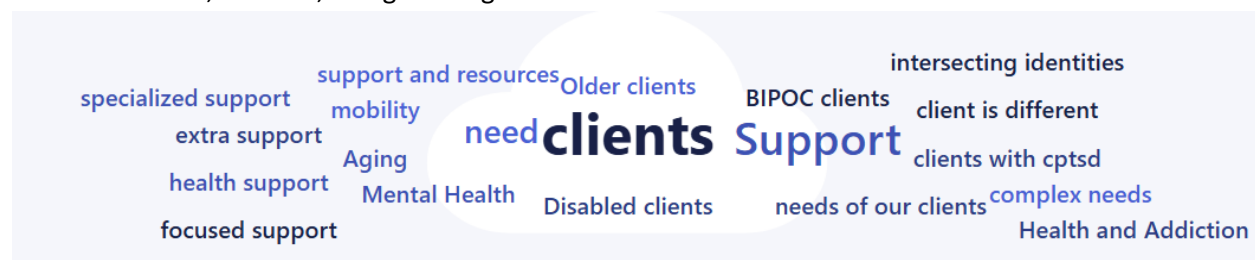 intersecting identities
support and resources
Older clients
specialized support
mobility
BIPOC clients
client is different
extra support
need
clients
Support
Aging
clients with cptsd
health support
Mental Health
complex needs
Disabled clients
needs of our clients
focused support
Health and Addiction